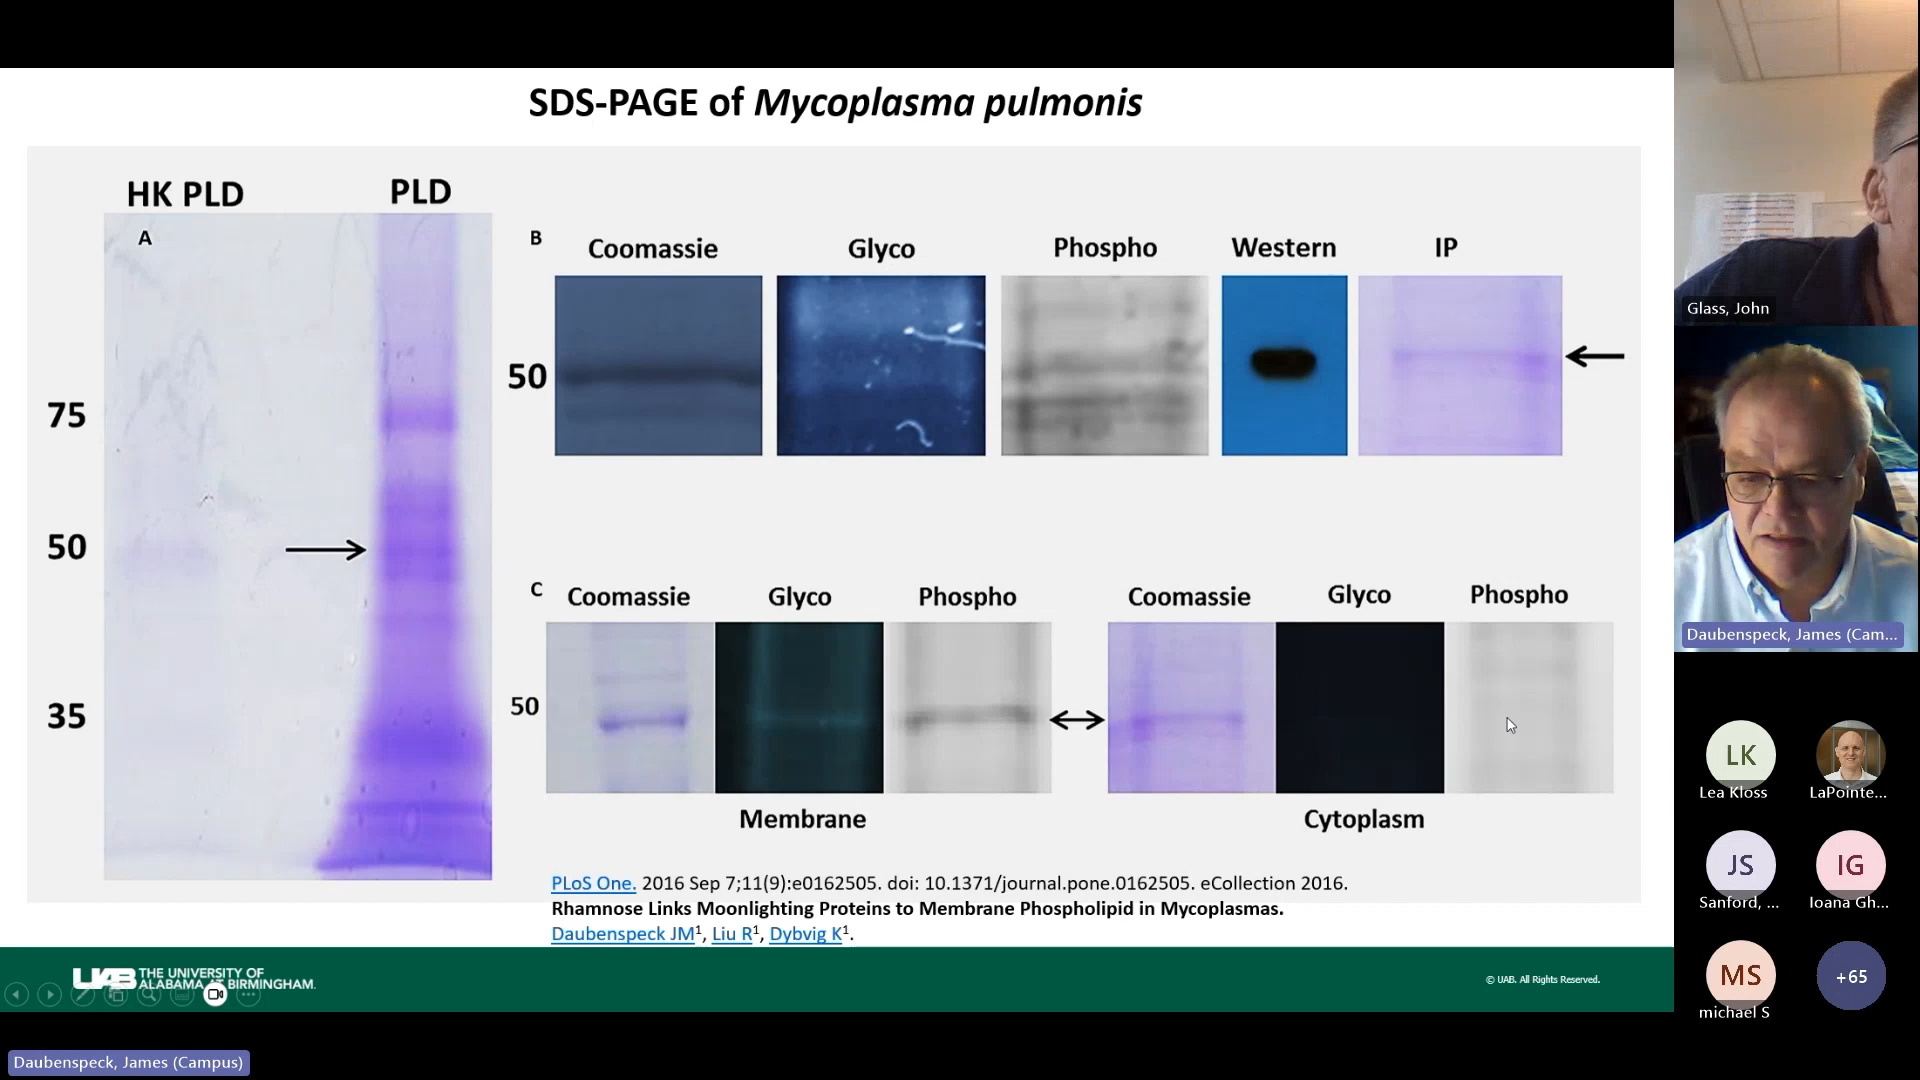 SDS-PAGE of Mycoplasma pulmonis
HK PLD
PLD
A
75
50
35
B
Coomassie
Glyco
Phospho
Western
IP
50
C
Coomassie
Glyco
Phospho
Coomassie
Glyco
Phospho
50
Membrane
Cytoplasm
PLoS One. 2016 Sep 7;11(9):e0162505. doi: 10.1371/journal.pone.0162505. eCollection 2016.
Rhamnose Links Moonlighting Proteins to Membrane Phospholipid in Mycoplasmas.
Daubenspeck JM1, Liu R1, Dybvig K1.
UAB THE UNIVERSITY OF
ALABAMA AT BIRMINGHAM.
© UAB. All Rights Reserved.
Daubenspeck, James (Campus)
Glass, John
Daubenspeck, James (Cam...
LK
Lea Kloss
LaPointe...
JS
Sanford, ...
IG
Ioana Gh...
MS
michael S
+65